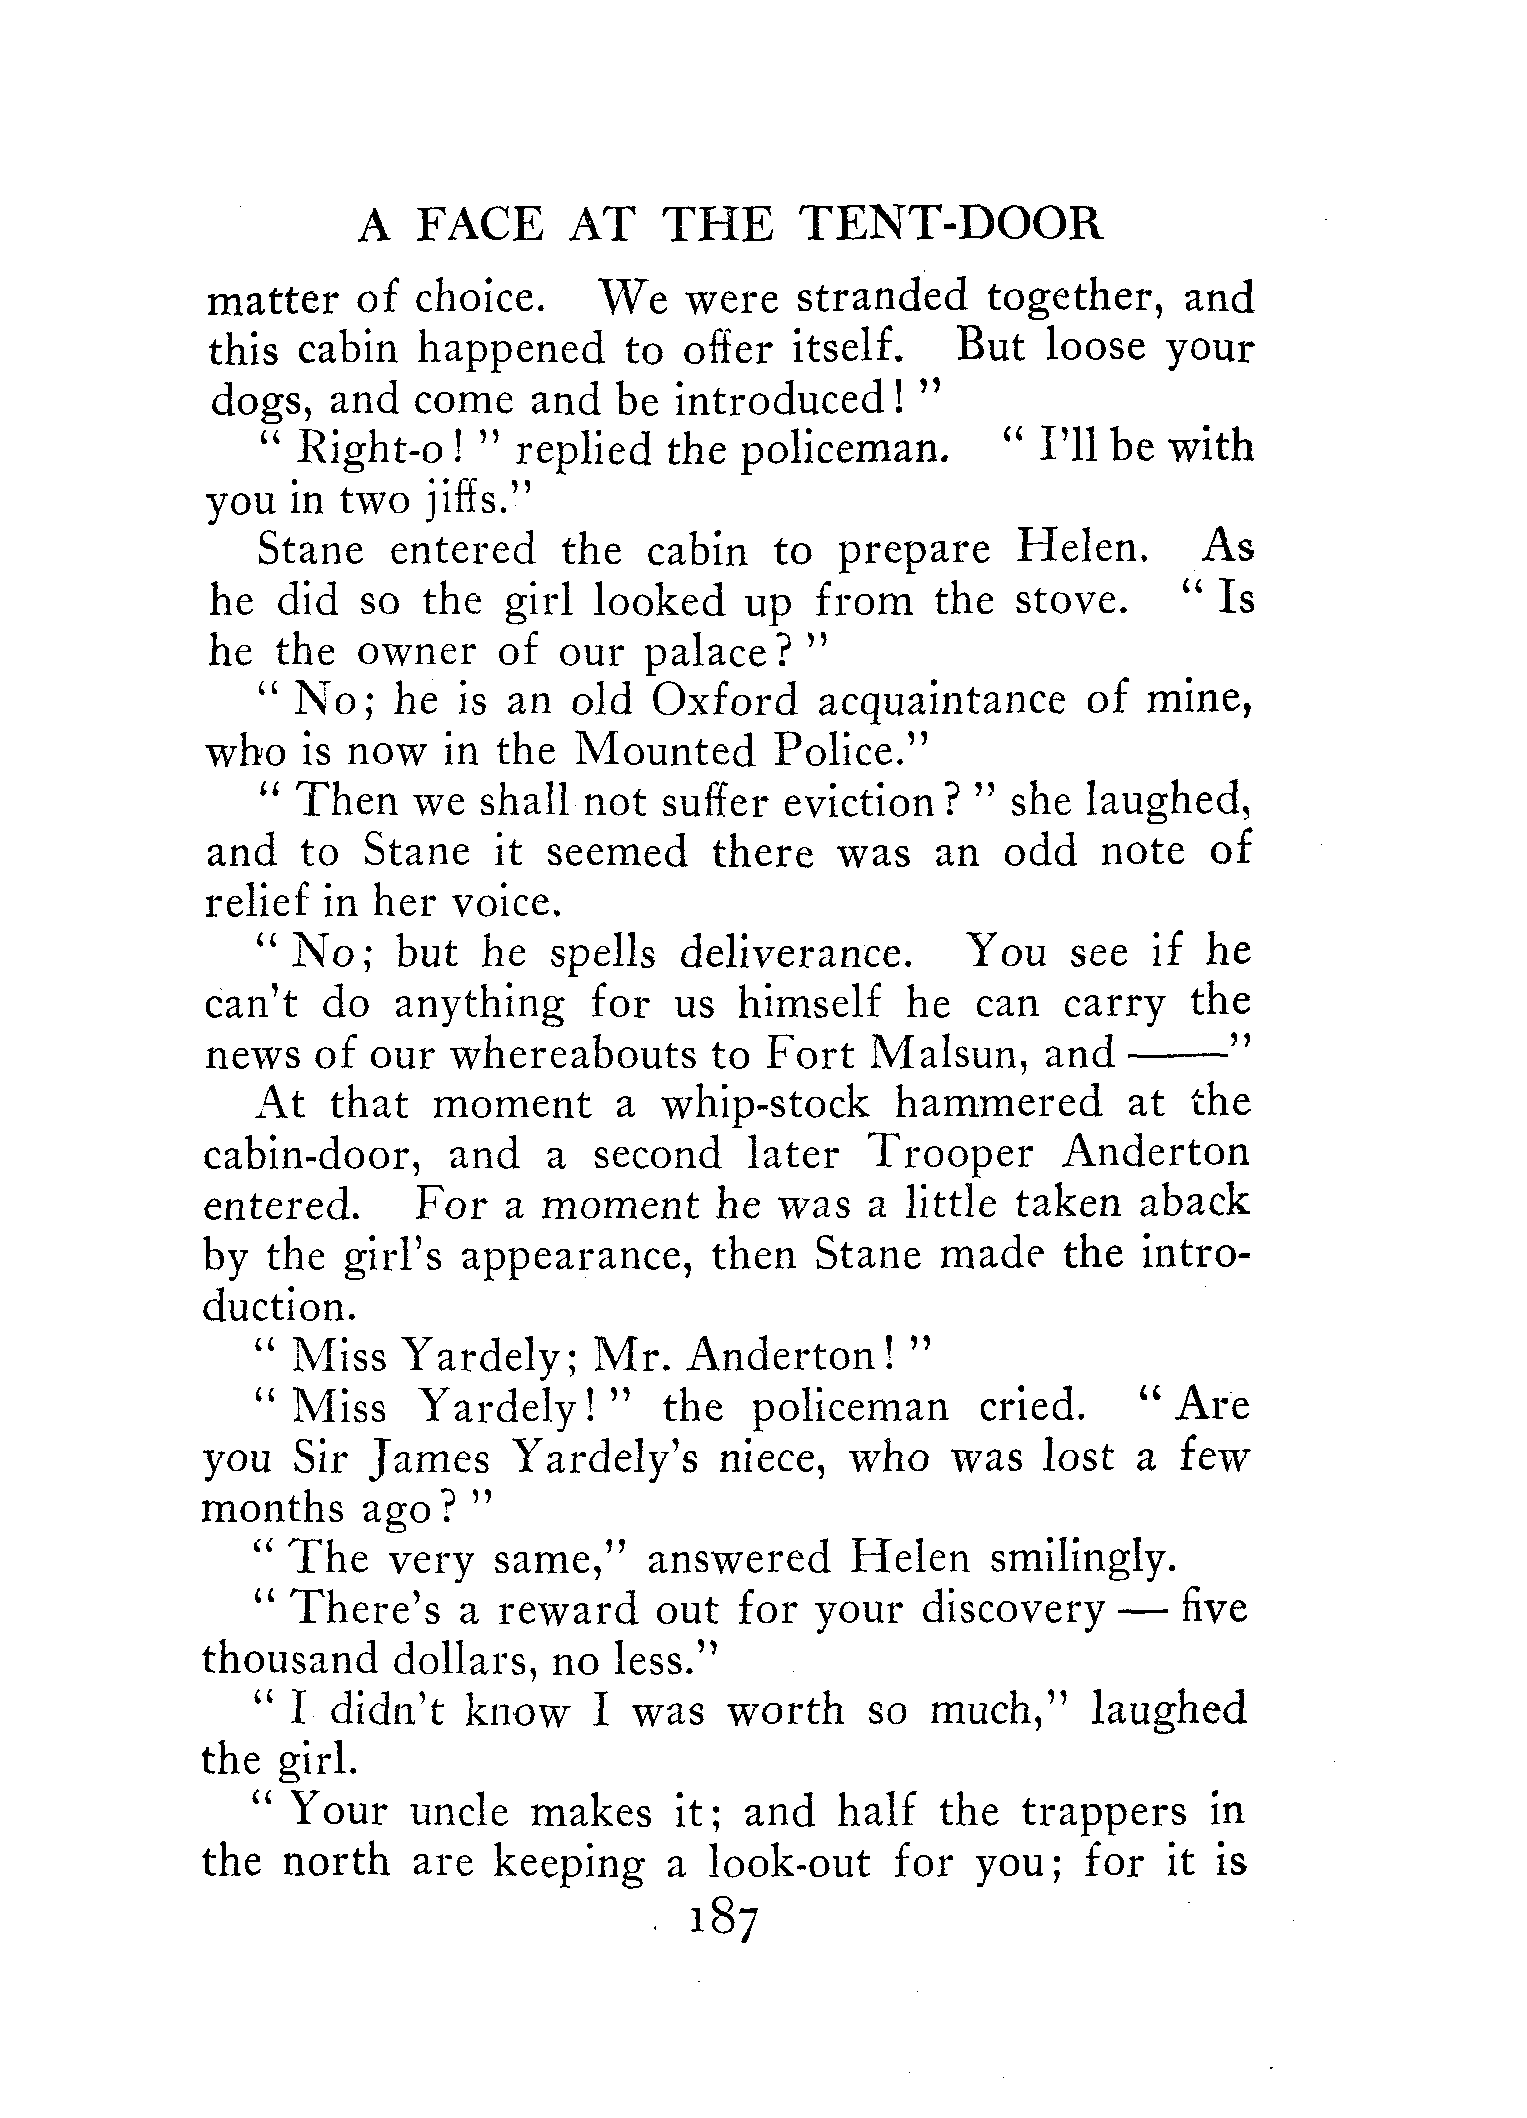 A FACE AT THE TENT-DOOR
matter of choice. We were stranded together, and
this cabin happened to offer itself. But loose your
dogs, and come and be introduced! "
" Right-o! " replied the policeman. " I'll be with
you in two jiffs."
Stane entered the cabin to prepare Helen. As
he did so the girl looked up from the stove. " Is
he the owner of our palace? "
" No; he is an old Oxford acquaintance of mine,
who is now in the Mounted Police."
" Then we shall not suffer eviction? " she laughed,
and to Stane it seemed there was an odd note of
relief in her voice.
" No; but he spells deliverance. You see if he
can't do anything for us himself he can carry the
news of our whereabouts to Fort Malsun, and ——"
At that moment a whip-stock hammered at the
cabin-door, and a second later Trooper Anderton
entered. For a moment he was a little taken aback
by the girl's appearance, then Stane made the intro-
duction.
" Miss Yardely; Mr. Anderton! "
" Miss Yardely! " the policeman cried. " Are
you Sir James Yardely's niece, who was lost a few
months ago? "
" The very same," answered Helen smilingly.
" There's a reward out for your discovery — five
thousand dollars, no less."
" I didn't know I was worth so much," laughed
the girl.
" Your uncle makes it; and half the trappers in
the north are keeping a look-out for you; for it is
187